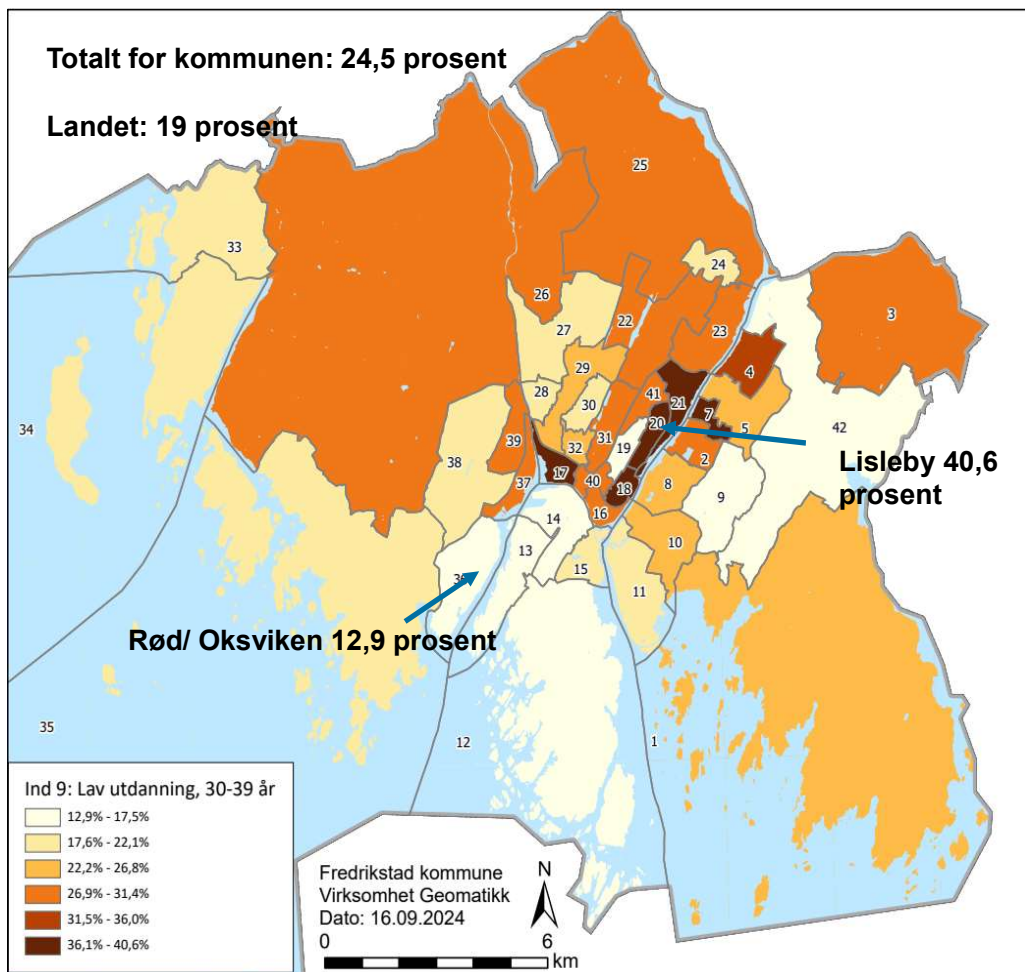 Totalt for kommunen: 24,5 prosent
Landet: 19 prosent
25
33
24
3
26
22
23
27
4
29
28
41
21
7
30
20
5
34
42
31
19
39
32
2
38
17
37
40
18
8
9
16
14
10
13
36
15
11
Lisleby 40,6
prosent
Rød/ Oksviken 12,9 prosent
35
12
1
Ind 9: Lav utdanning, 30-39 år
12,9% - 17,5%
17,6% - 22,1%
22,2% - 26,8%
26,9% - 31,4%
31,5% - 36,0%
36,1% - 40,6%
Fredrikstad kommune
Virksomhet Geomatikk
Dato: 16.09.2024
N
0 6
km